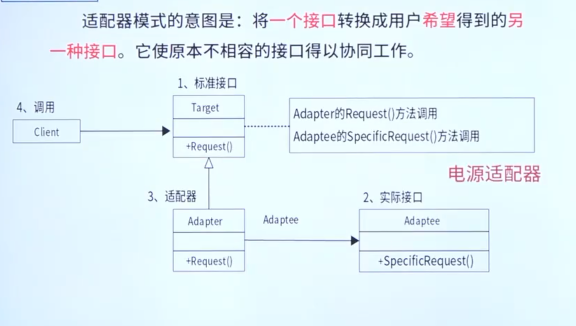 适配器模式的意图是：将一个接口转换成用户希望得到的另
一种接口。它使原本不相容的接口得以协同工作。
1、标准接口
4、调用
Target
Client
+Request()
Adapter的Request()方法调用
Adaptee的SpecificRequest()方法调用
电源适配器
3、适配器
2、实际接口
Adapter
Adaptee
Adaptee
+Request()
+SpecificRequest()